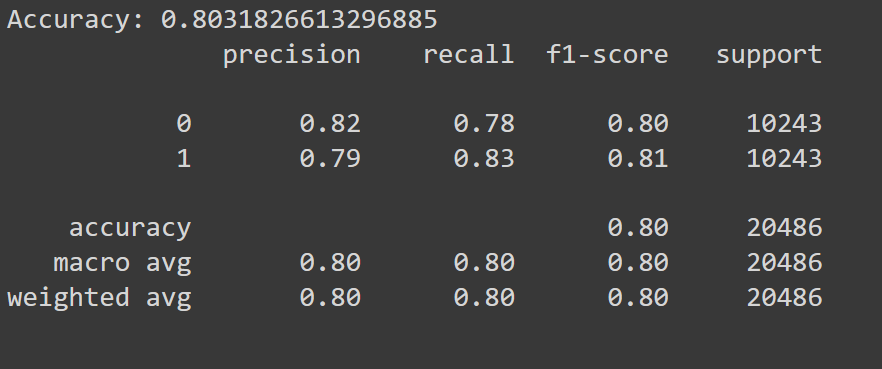 Accuracy: 0.8031826613296885
precision recall f1-score support
0 0.82 0.78 0.80 10243
1 0.79 0.83 0.81 10243
accuracy 0.80 20486
macro avg 0.80 0.80 0.80 20486
weighted avg 0.80 0.80 0.80 20486